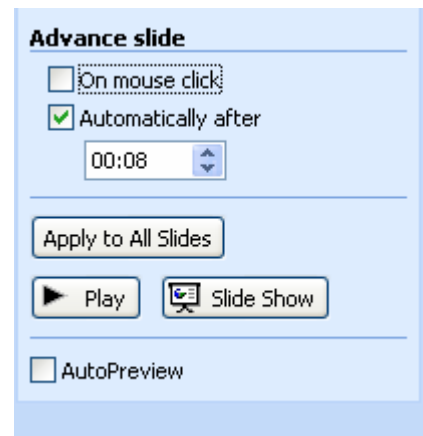 Advance slide
On mouse click
Automatically after
00:08
Apply to All Slides
Play
Slide Show
AutoPreview